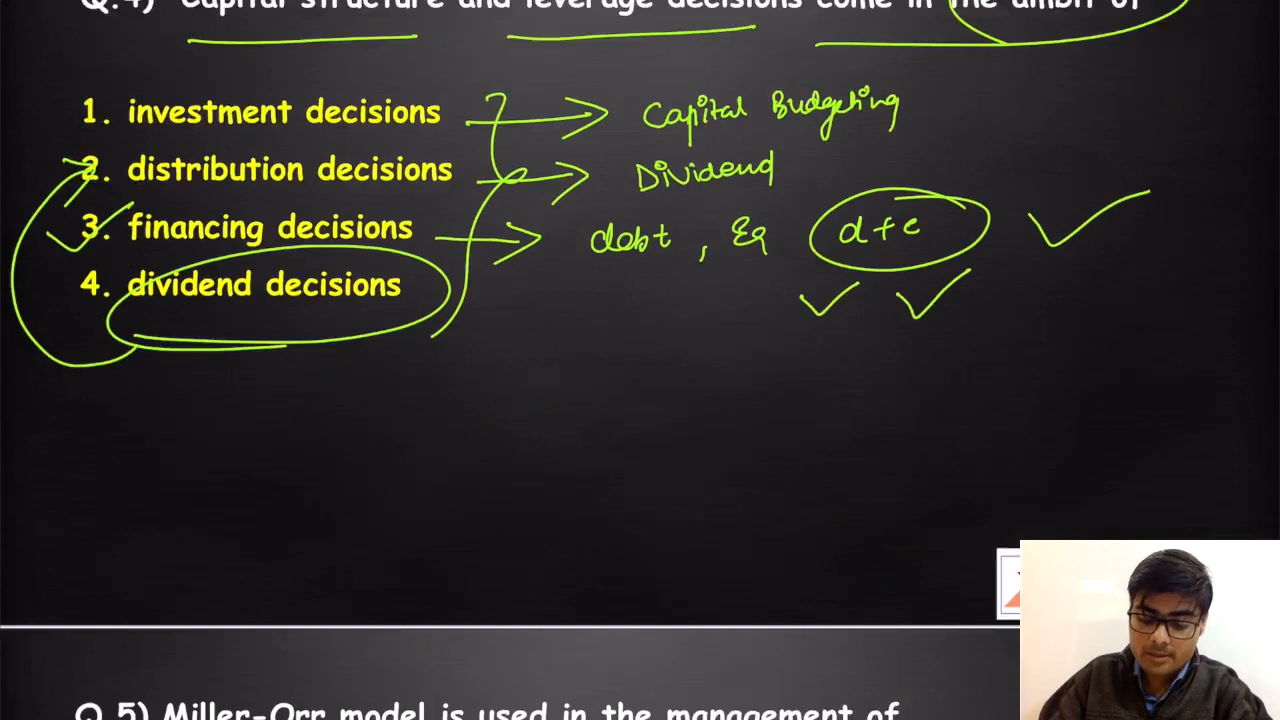 Q.4) Capital structure and leverage decisions come in the ambit of
1. investment decisions Capital Budgeting
2. distribution decisions Dividend
3. financing decisions debt, Eq d+e
4. dividend decisions
Q.5) Miller-Orr model is used in the management of